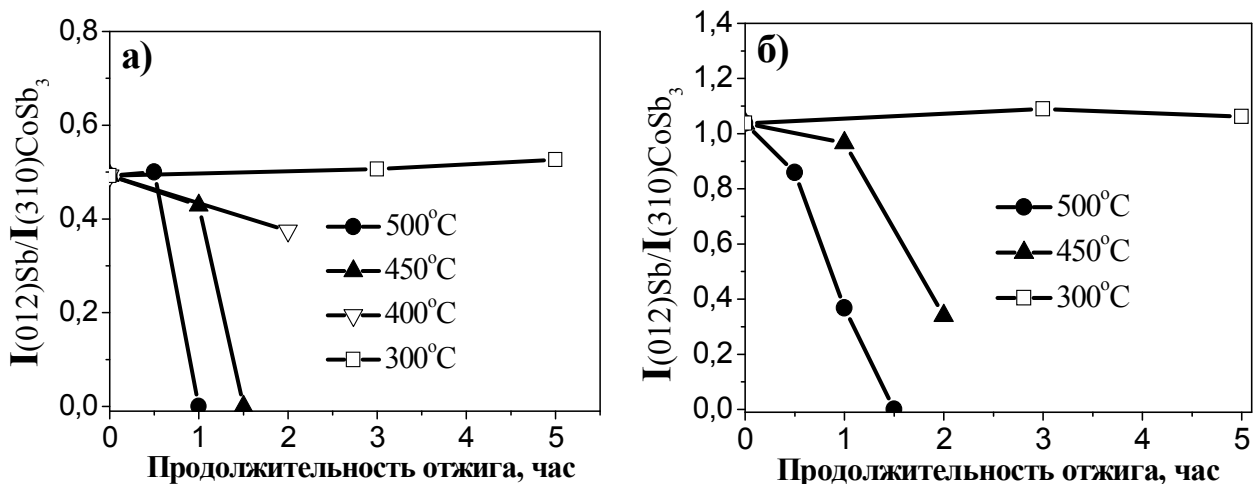 а)
I(012)Sb/I(310)CoSb₃
0,8
0,6
0,4
0,2
0,0
500°C
450°C
400°C
300°C
0 1 2 3 4 5
Продолжительность отжига, час
б)
I(012)Sb/I(310)CoSb₃
1,4
1,2
1,0
0,8
0,6
0,4
0,2
0,0
500°C
450°C
300°C
0 1 2 3 4 5
Продолжительность отжига, час